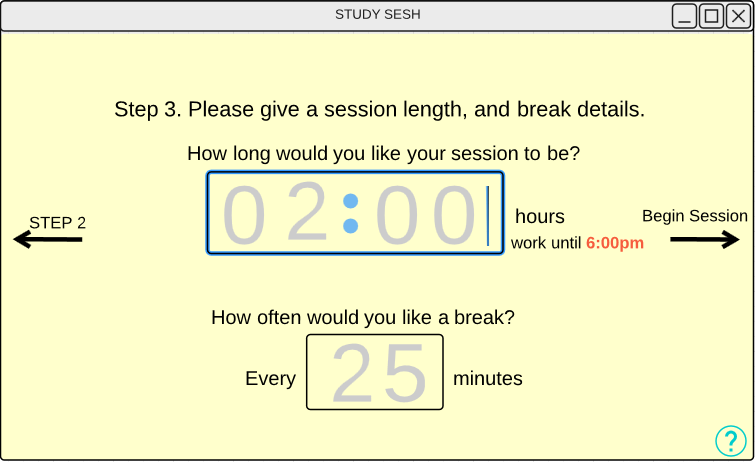 STUDY SESH
Step 3. Please give a session length, and break details.
How long would you like your session to be?
02:00
hours
work until 6:00pm
STEP 2
Begin Session
How often would you like a break?
Every 25 minutes
?